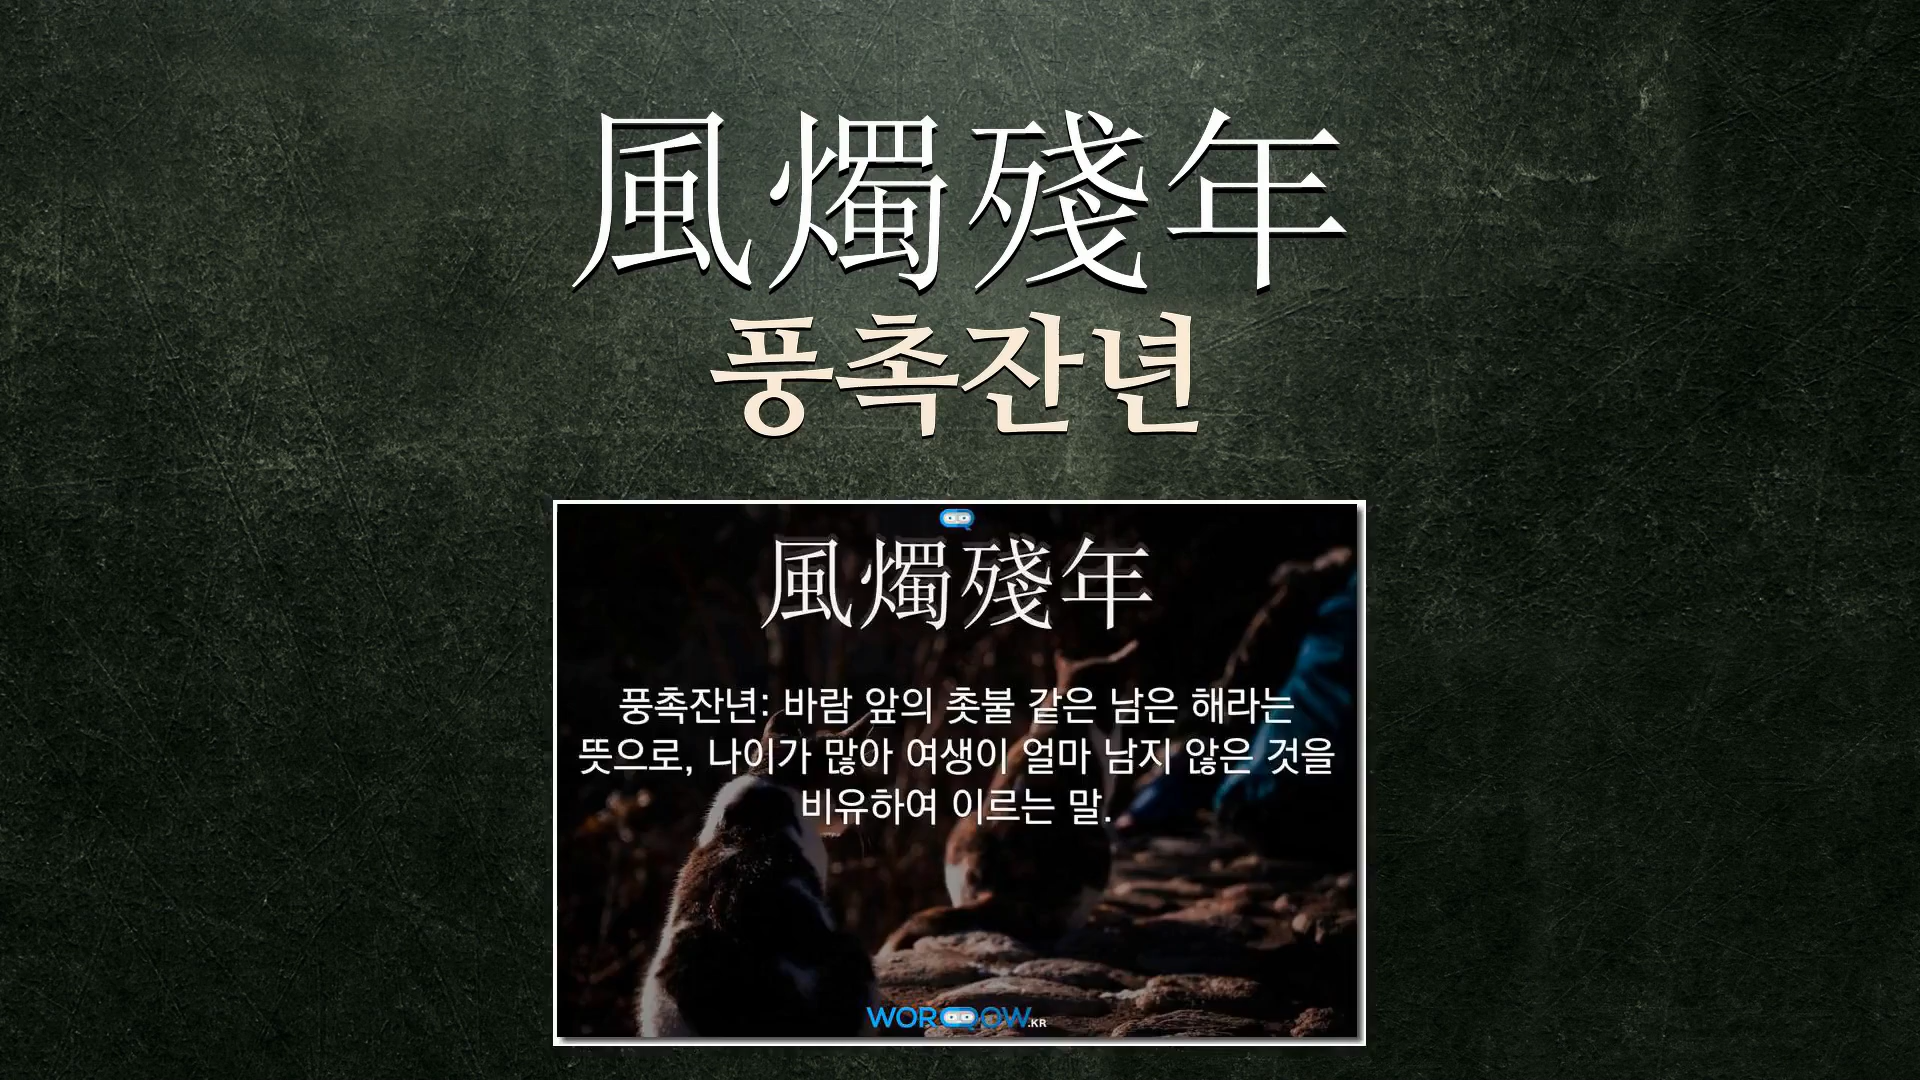 風燭殘年
풍촉잔년
風燭殘年
풍촉잔년: 바람 앞의 촛불 같은 남은 해라는
뜻으로, 나이가 많아 여생이 얼마 남지 않은 것을
비유하여 이르는 말.
WORQOW.KR